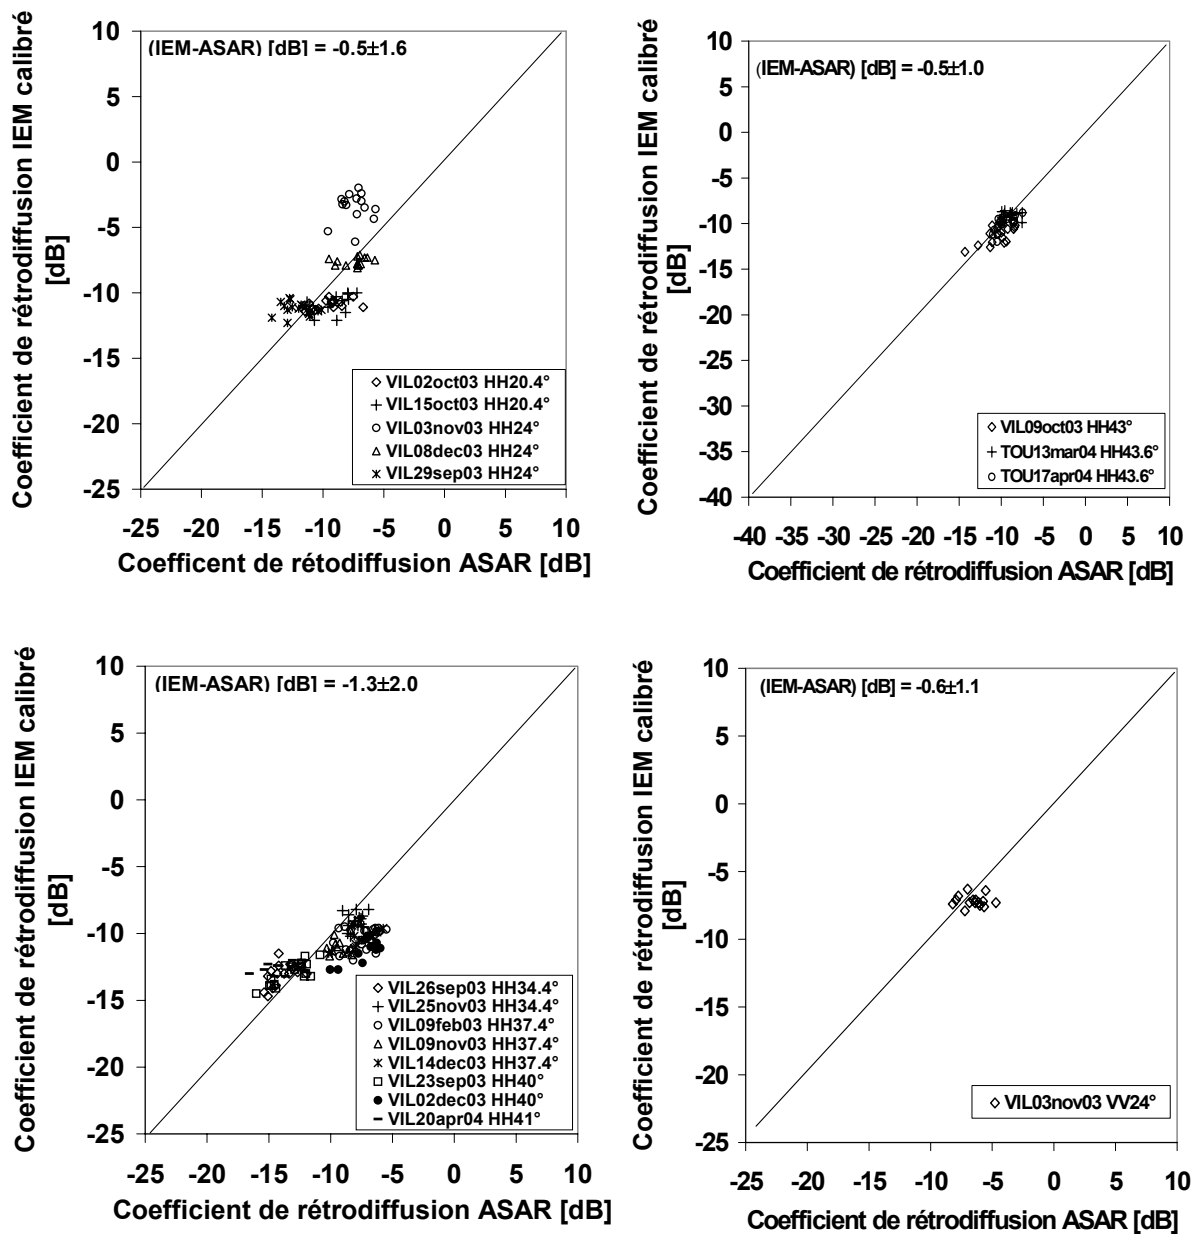 Coefficient de rétrodiffusion IEM calibré
[dB]
(IEM-ASAR) [dB] = -0.5±1.6
10
5
0
-5
-10
-15
-20
-25
VIL02oct03 HH20.4°
VIL15oct03 HH20.4°
VIL03nov03 HH24°
VIL08dec03 HH24°
VIL29sep03 HH24°
-25 -20 -15 -10 -5 0 5 10
Coefficent de rétodiffusion ASAR [dB]
Coefficient de rétrodiffusion IEM calibré
[dB]
(IEM-ASAR) [dB] = -0.5±1.0
10
5
0
-5
-10
-15
-20
-25
-30
-35
-40
VIL09oct03 HH43°
TOU13mar04 HH43.6°
TOU17apr04 HH43.6°
-40 -35 -30 -25 -20 -15 -10 -5 0 5 10
Coefficient de rétrodiffusion ASAR [dB]
Coefficient de rétrodiffusion IEM calibré
[dB]
(IEM-ASAR) [dB] = -1.3±2.0
10
5
0
-5
-10
-15
-20
-25
VIL26sep03 HH34.4°
VIL25nov03 HH34.4°
VIL09feb03 HH37.4°
VIL09nov03 HH37.4°
VIL14dec03 HH37.4°
VIL23sep03 HH40°
VIL02dec03 HH40°
VIL20apr04 HH41°
-25 -20 -15 -10 -5 0 5 10
Coefficient de rétrodiffusion ASAR [dB]
Coefficient de rétrodiffusion IEM calibré
[dB]
(IEM-ASAR) [dB] = -0.6±1.1
10
5
0
-5
-10
-15
-20
-25
VIL03nov03 VV24°
-25 -20 -15 -10 -5 0 5 10
Coefficient de rétrodiffusion ASAR [dB]